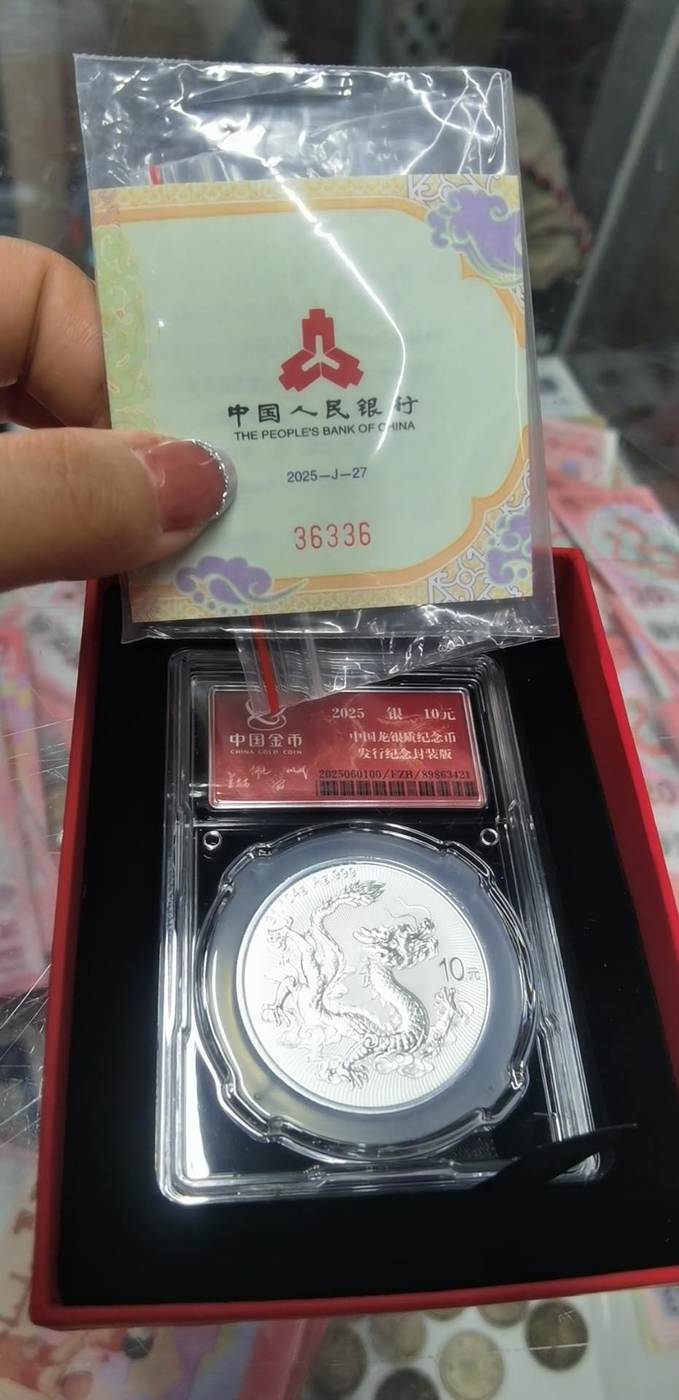 中国人民银行
THE PEOPLE'S BANK OF CHINA
2025-J-27
36336
中国金币
CHINA GOLD COIN
2025 银 10元
中国龙银质纪念币
发行纪念封装版
2025060100/FZB/89863421
Ag.999
10元